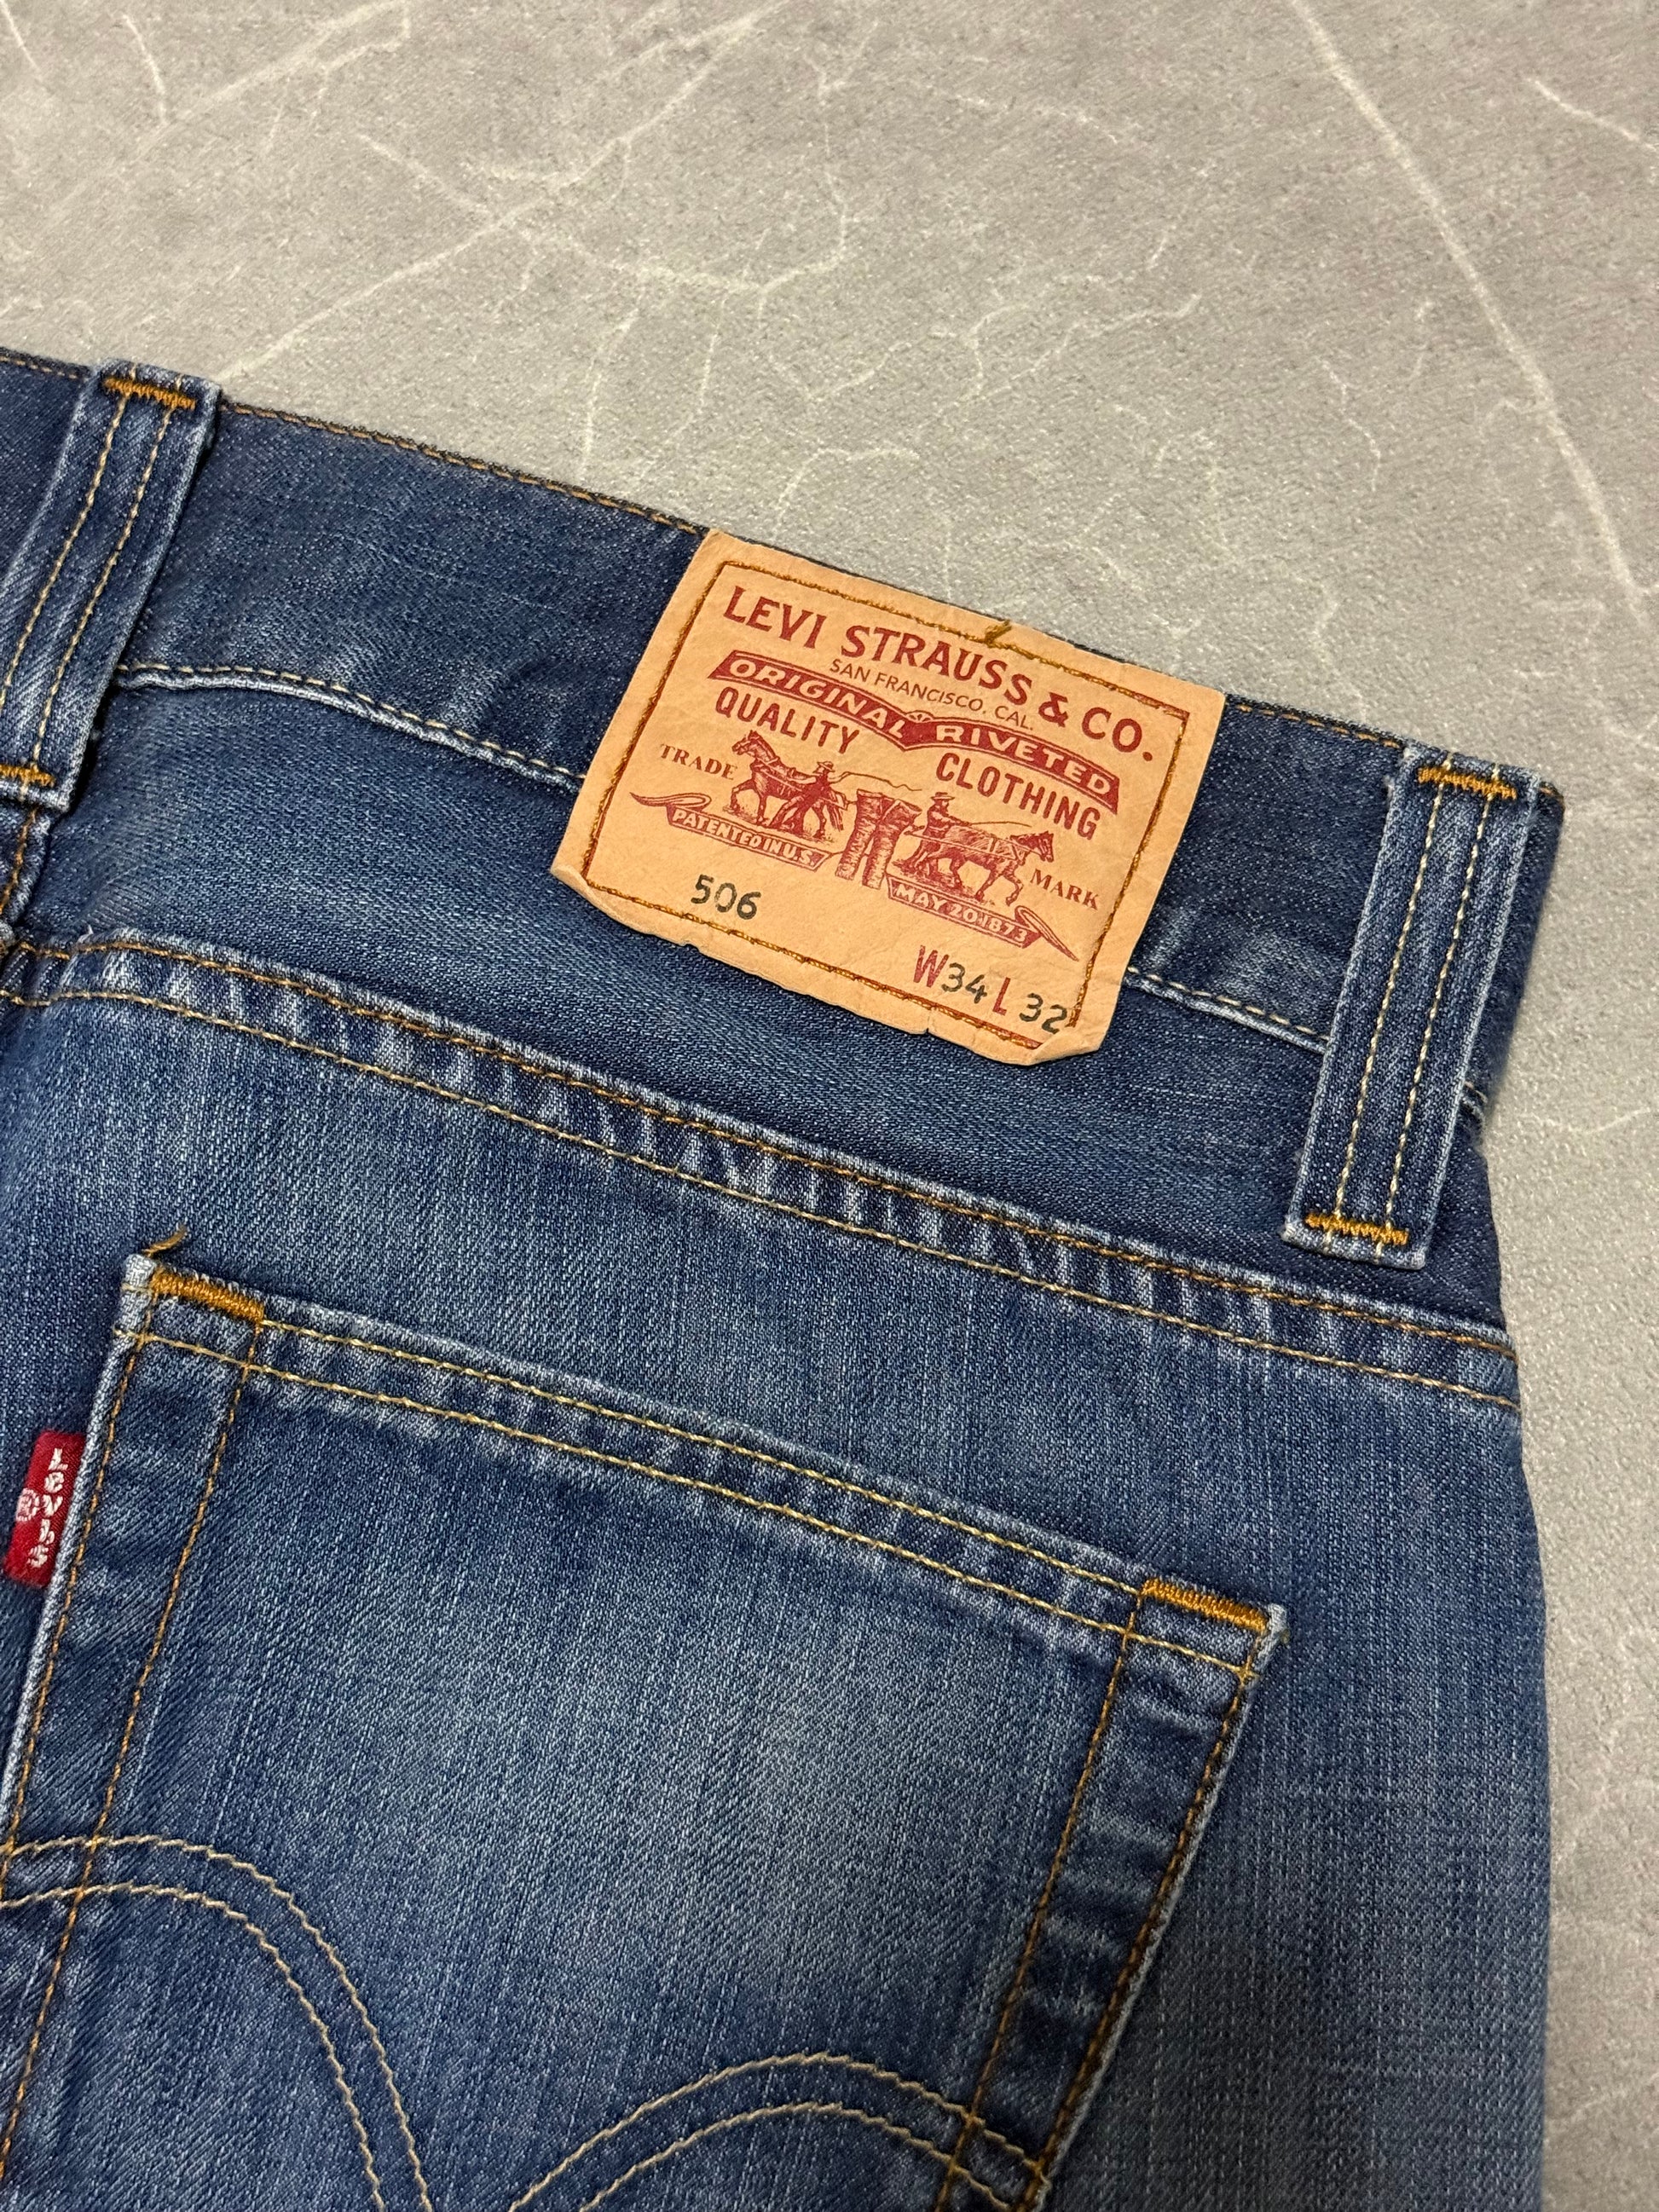 LEVI STRAUSS & CO.
SAN FRANCISCO, CAL.
ORIGINAL RIVETED
QUALITY CLOTHING
TRADE MARK
PATENTED IN U.S. MAY 20 1873
506
W34 L 32
Levi's
®